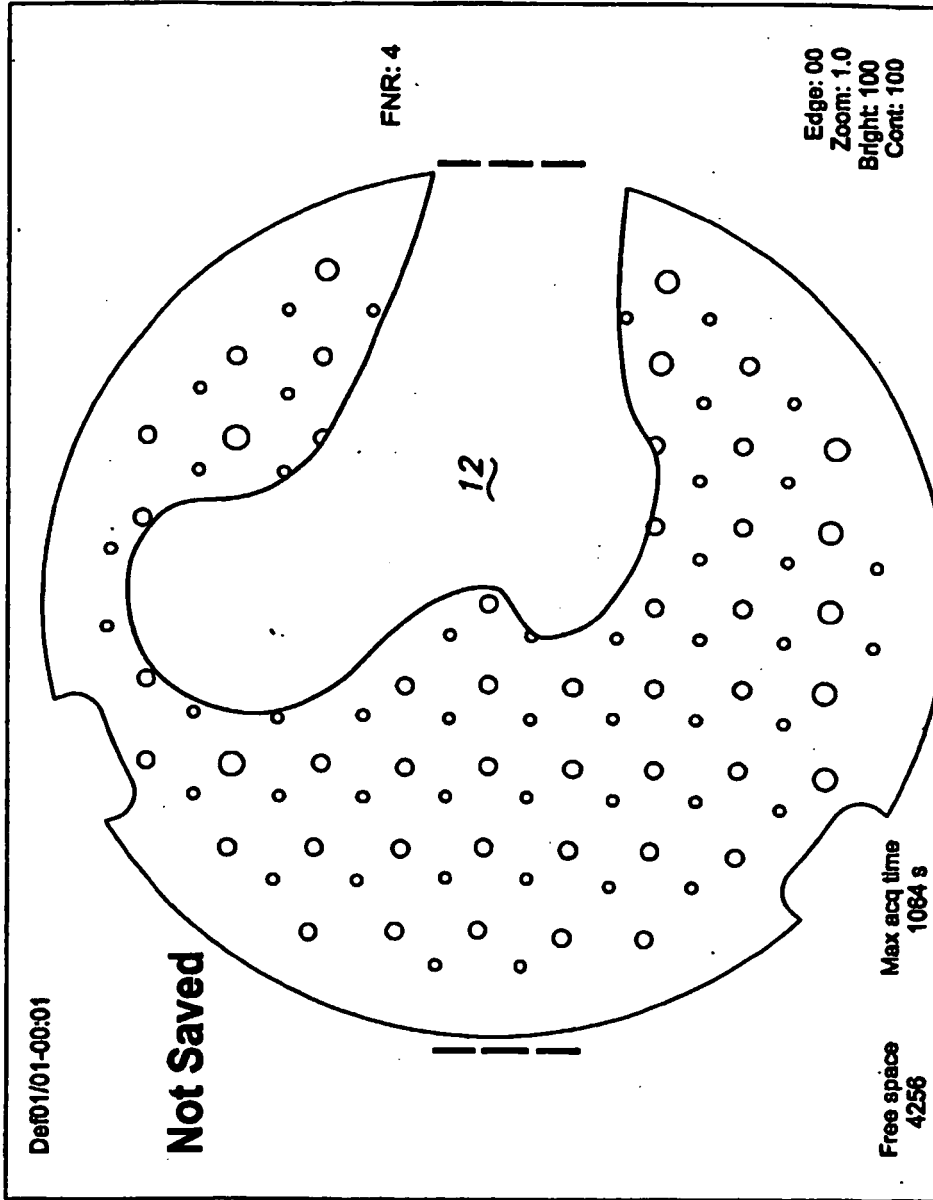 Def01/01-00:01
Not Saved
FNR: 4
12
Free space
4256
Max acq time
1064 s
Edge: 00
Zoom: 1.0
Bright: 100
Cont: 100